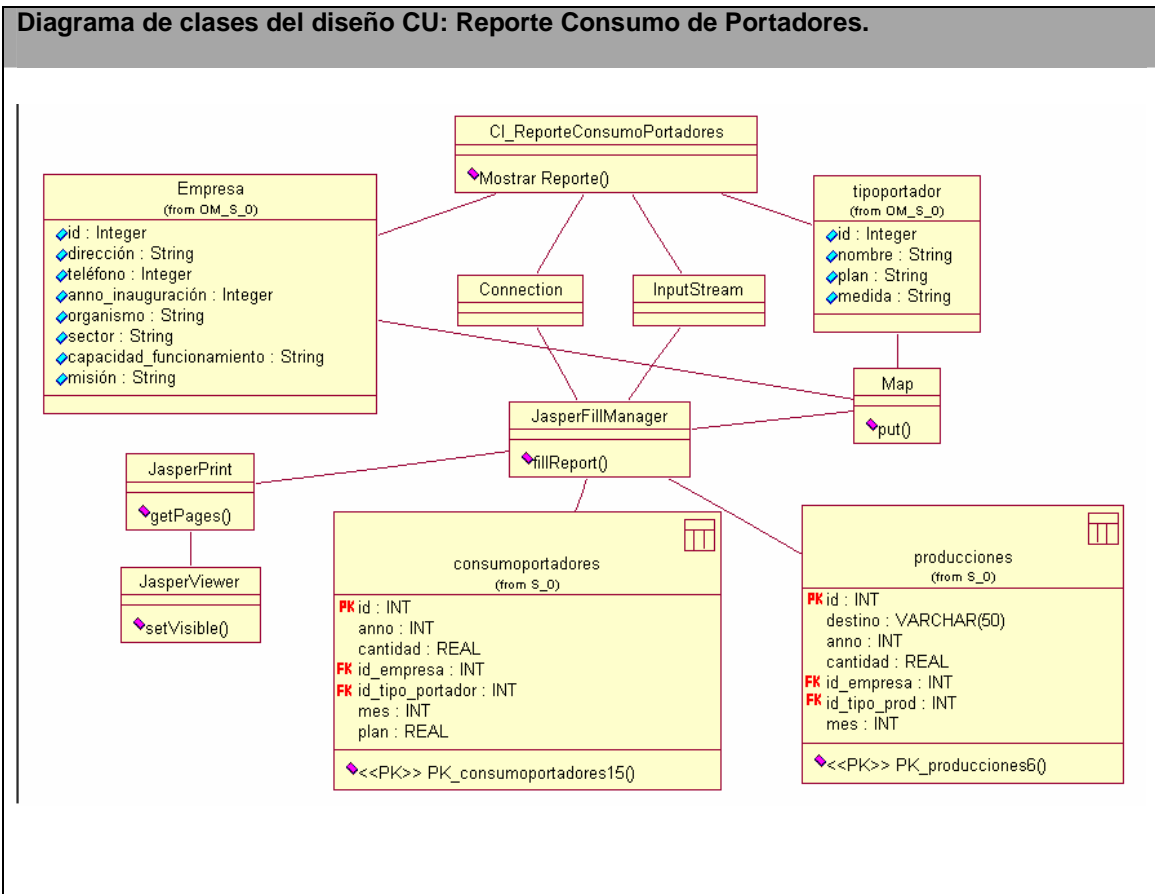 Diagrama de clases del diseño CU: Reporte Consumo de Portadores.
CI_ReporteConsumoPortadores
Mostrar Reporte()
Empresa
(from OM_S_0)
id : Integer
dirección : String
teléfono : Integer
anno_inauguración : Integer
organismo : String
sector : String
capacidad_funcionamiento : String
misión : String
tipoportador
(from OM_S_0)
id : Integer
nombre : String
plan : String
medida : String
Connection
InputStream
Map
put()
JasperFillManager
fillReport()
JasperPrint
getPages()
JasperViewer
setVisible()
consumoportadores
(from S_0)
PK id : INT
anno : INT
cantidad : REAL
FK id_empresa : INT
FK id_tipo_portador : INT
mes : INT
plan : REAL
<<PK>> PK_consumoportadores15()
producciones
(from S_0)
PK id : INT
destino : VARCHAR(50)
anno : INT
cantidad : REAL
FK id_empresa : INT
FK id_tipo_prod : INT
mes : INT
<<PK>> PK_producciones6()